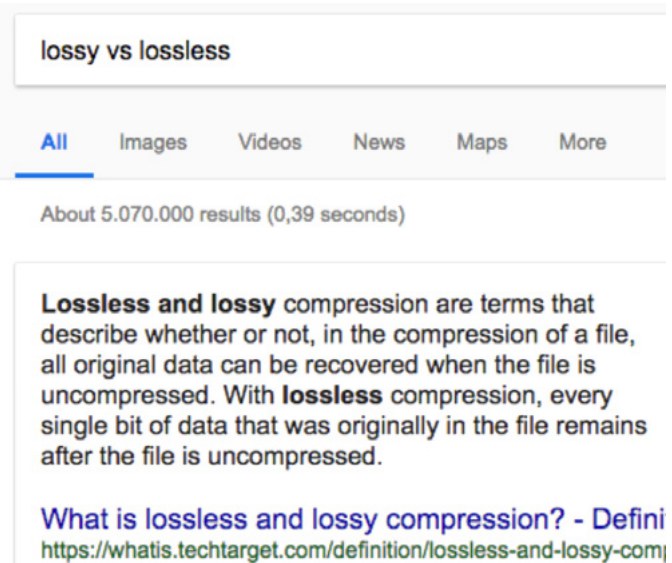 lossy vs lossless
All Images Videos News Maps More
About 5.070.000 results (0,39 seconds)
Lossless and lossy compression are terms that
describe whether or not, in the compression of a file,
all original data can be recovered when the file is
uncompressed. With lossless compression, every
single bit of data that was originally in the file remains
after the file is uncompressed.
What is lossless and lossy compression? - Defini
https://whatis.techtarget.com/definition/lossless-and-lossy-comp